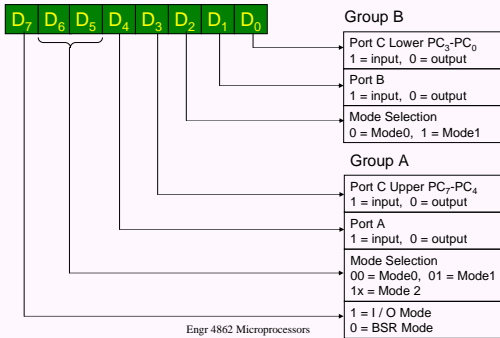 D₇ D₆ D₅ D₄ D₃ D₂ D₁ D₀
Group B
Port C Lower PC₃-PC₀
1 = input, 0 = output
Port B
1 = input, 0 = output
Mode Selection
0 = Mode0, 1 = Mode1
Group A
Port C Upper PC₇-PC₄
1 = input, 0 = output
Port A
1 = input, 0 = output
Mode Selection
00 = Mode0, 01 = Mode1
1x = Mode 2
1 = I / O Mode
0 = BSR Mode
Engr 4862 Microprocessors